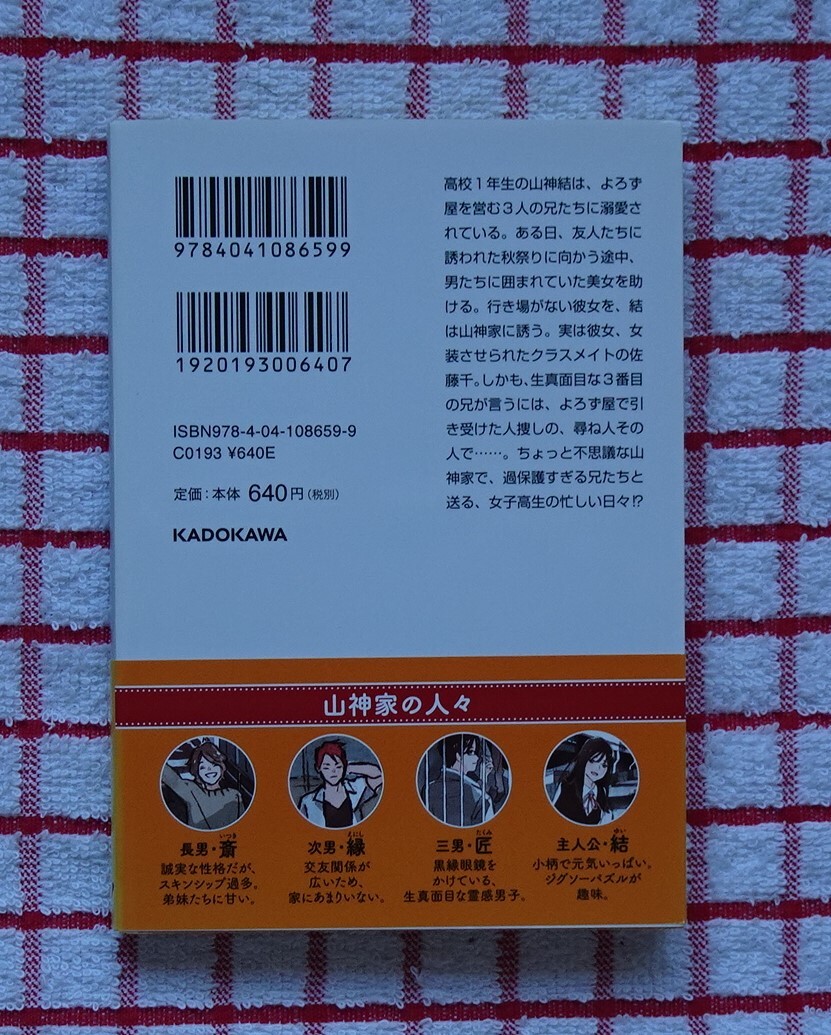 9784041086599
1920193006407
ISBN978-4-04-108659-9
C0193 ¥640E
定価:本体 640円(税別)
KADOKAWA
高校1年生の山神結は、よろず
屋を営む3人の兄たちに溺愛さ
れている。ある日、友人たちに
誘われた秋祭りに向かう途中、
男たちに囲まれていた美女を助
ける。行き場がない彼女を、結
は山神家に誘う。実は彼女、女
装させられたクラスメイトの佐
藤千。しかも、生真面目な3番目
の兄が言うには、よろず屋で引
き受けた人捜しの、尋ね人その
人で……。ちょっと不思議な山
神家で、過保護すぎる兄たちと
送る、女子高生の忙しい日々!?
山神家の人々
いつき
長男・斎
誠実な性格だが、
スキンシップ過多。
弟妹たちに甘い。
えにし
次男・縁
交友関係が
広いため、
家にあまりいない。
たくみ
三男・匠
黒縁眼鏡を
かけている、
生真面目な霊感男子。
ゆい
主人公・結
小柄で元気いっぱい。
ジグソーパズルが
趣味。